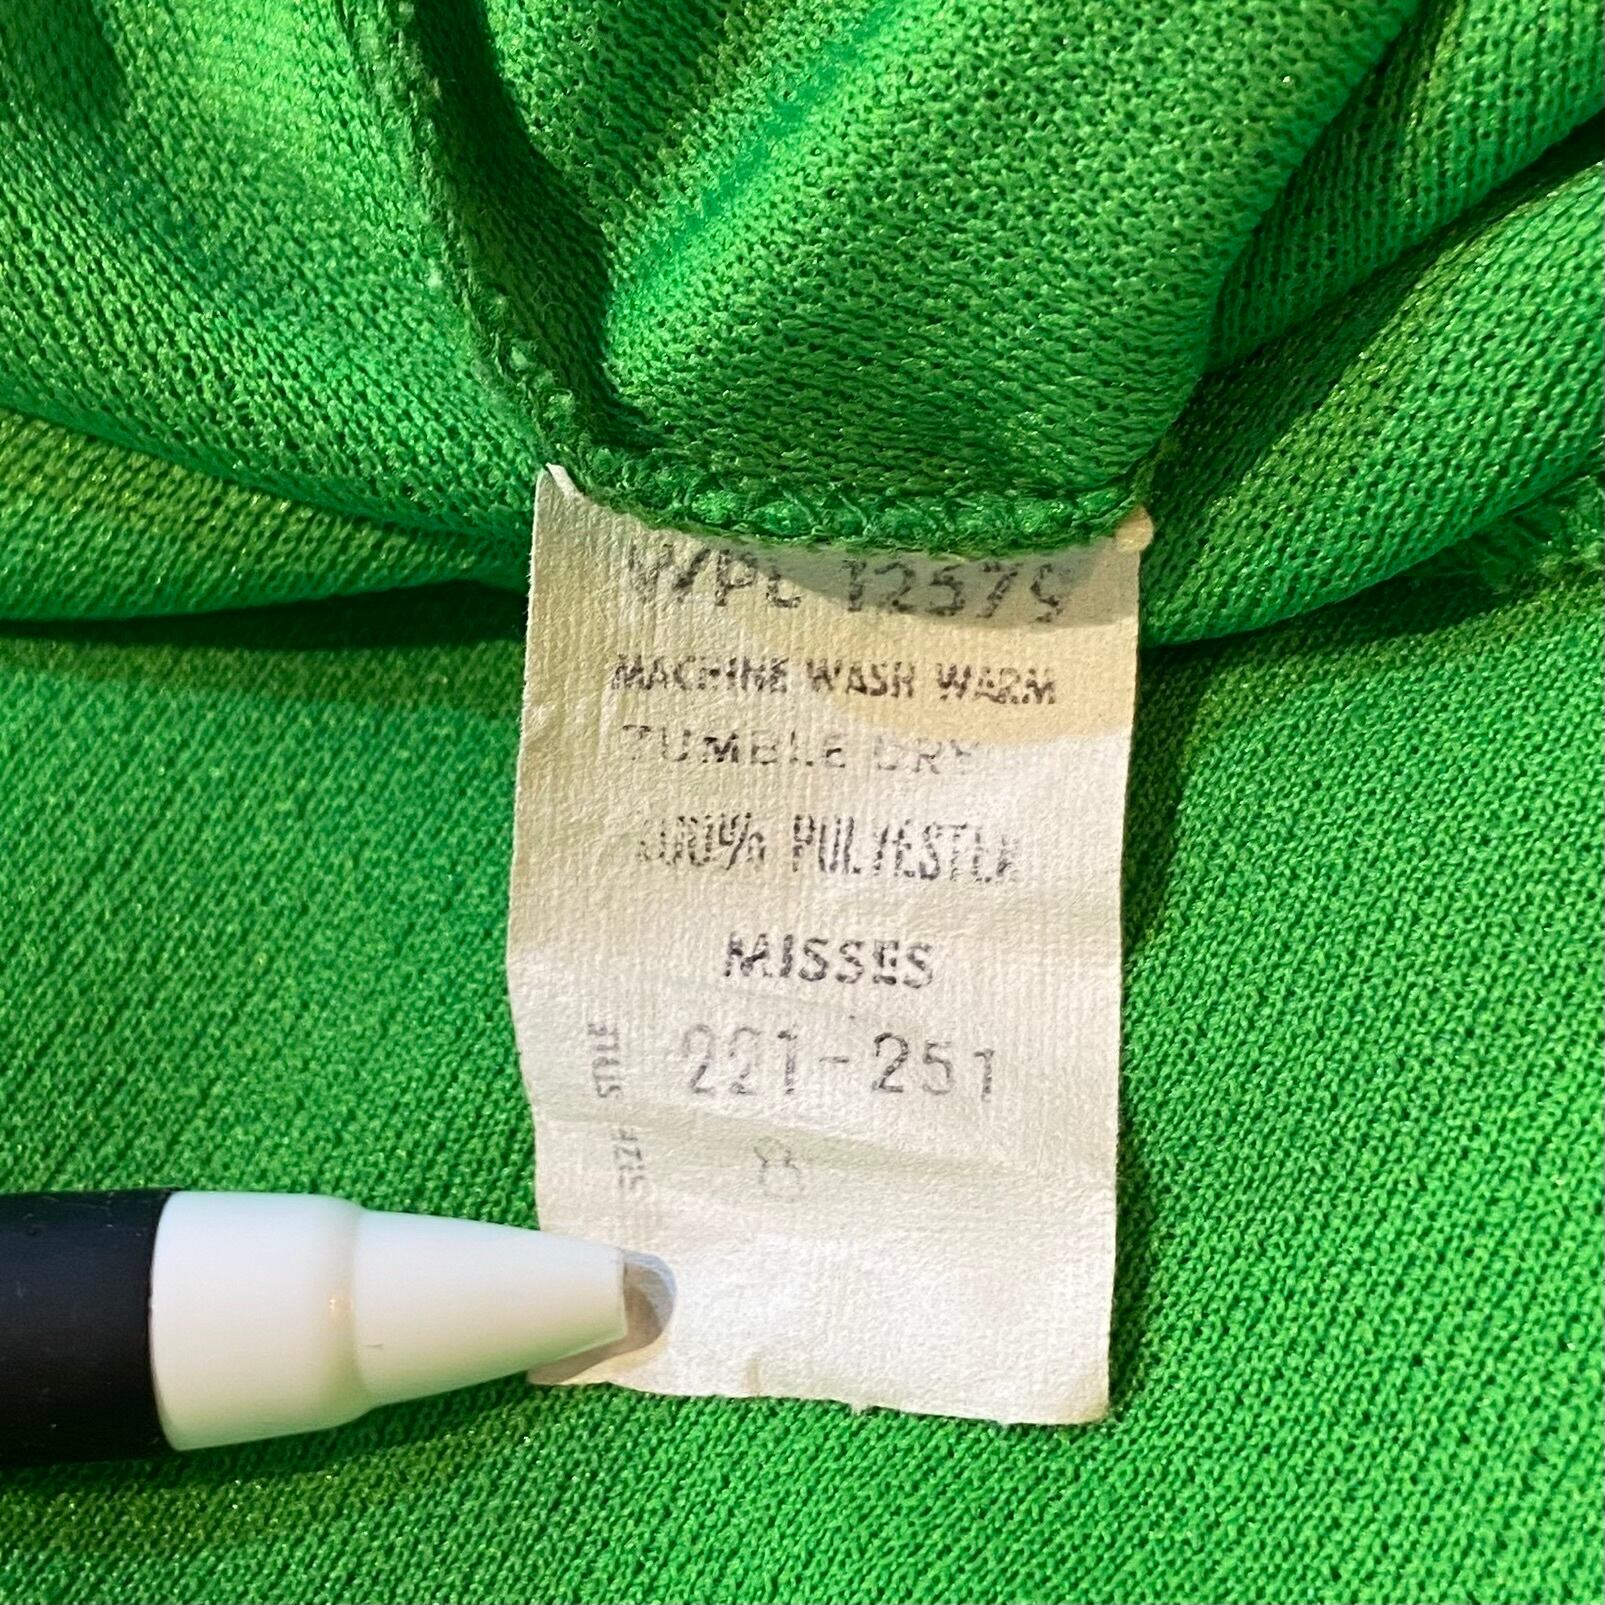 WPL 12579
MACHINE WASH WARM
TUMBLE DRY
100% POLYESTER
MISSES
STYLE 221-251
SIZE 8